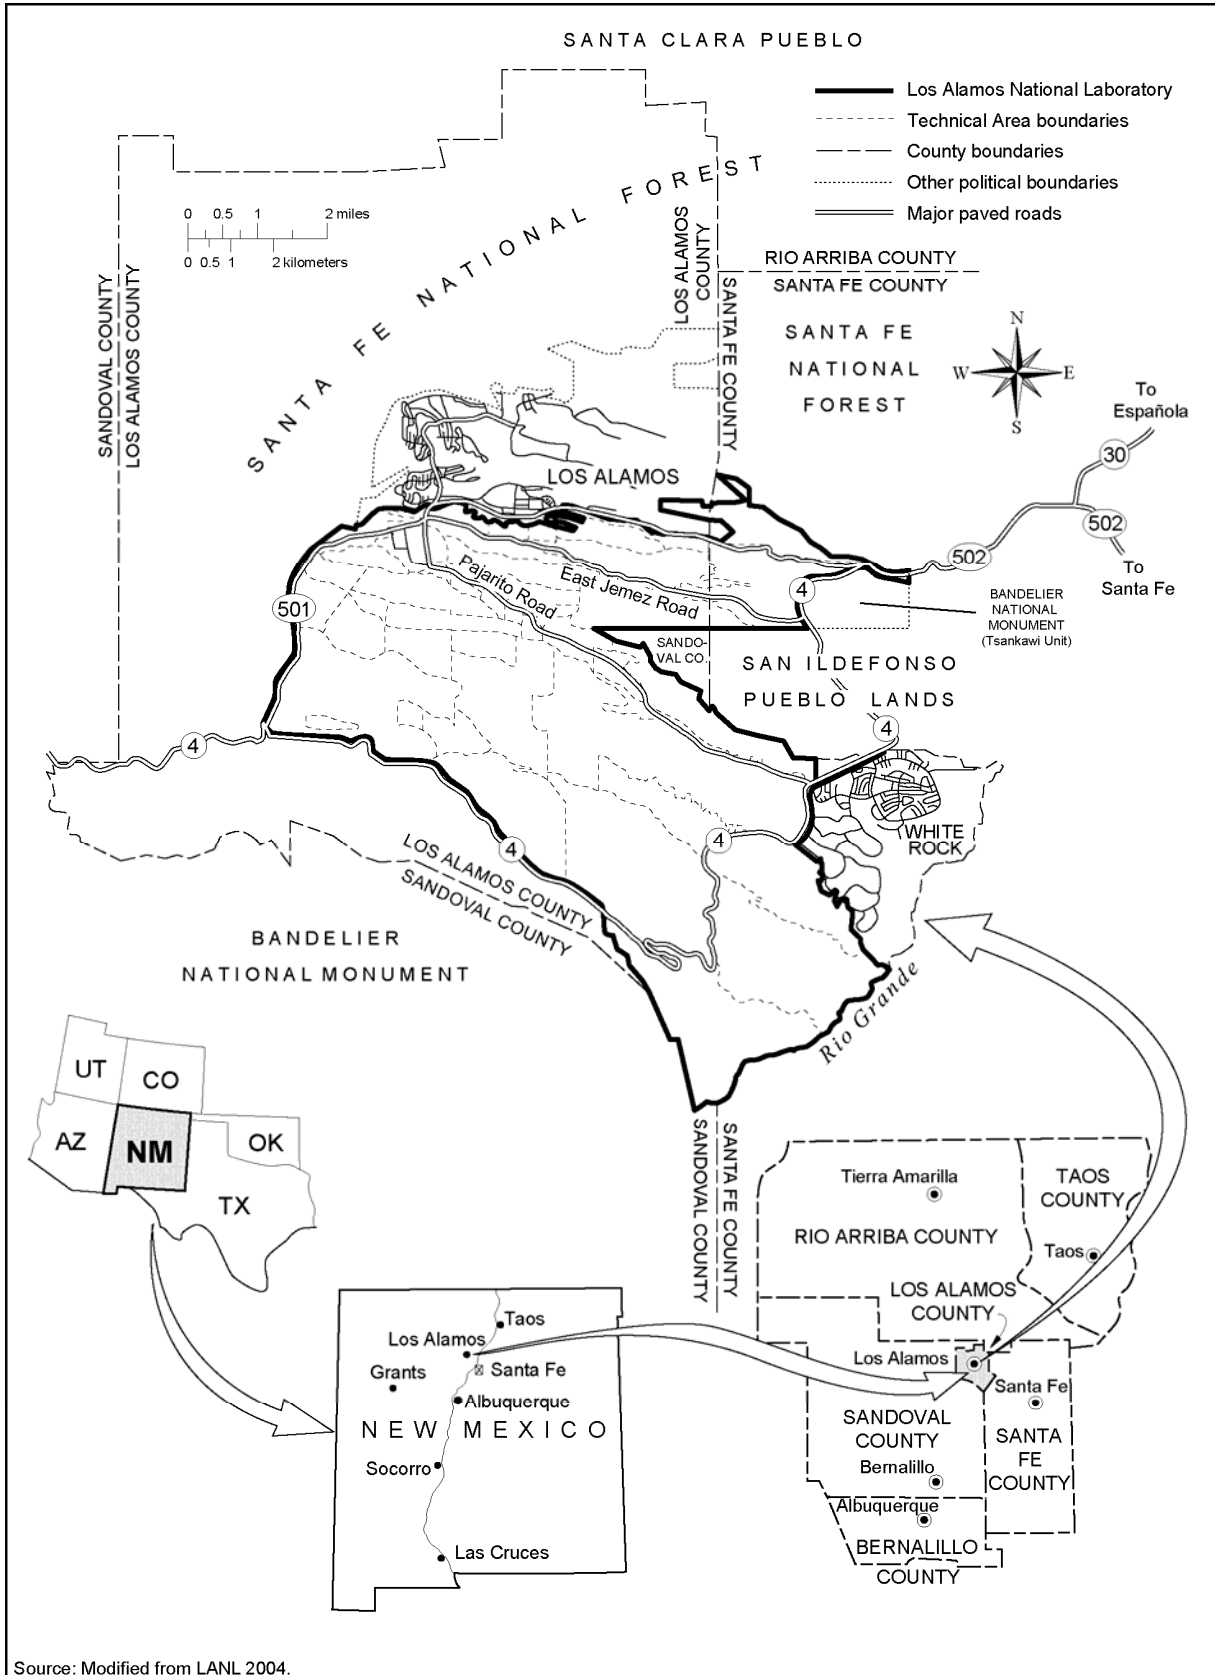 SANTA CLARA PUEBLO
Los Alamos National Laboratory
Technical Area boundaries
County boundaries
Other political boundaries
Major paved roads
0 0.5 1 2 miles
0 0.5 1 2 kilometers
SANTA FE NATIONAL FOREST
LOS ALAMOS
COUNTY
SANTA FE COUNTY
RIO ARRIBA COUNTY
SANTA FE COUNTY
SANDOVAL COUNTY
LOS ALAMOS COUNTY
SANTA FE
NATIONAL
FOREST
N
W E
S
To
Española
30
502
502
To
Santa Fe
LOS ALAMOS
501
Pajarito Road
East Jemez Road
4
BANDELIER
NATIONAL
MONUMENT
(Tsankawi Unit)
SANDO-
VAL CO.
SAN ILDEFONSO
PUEBLO LANDS
4
4
WHITE
ROCK
4
4
LOS ALAMOS COUNTY
SANDOVAL COUNTY
BANDELIER
NATIONAL MONUMENT
Rio Grande
SANDOVAL COUNTY
SANTA FE COUNTY
UT
CO
AZ
NM
OK
TX
Taos
Los Alamos
Santa Fe
Grants
Albuquerque
NEW MEXICO
Socorro
Las Cruces
Tierra Amarilla
TAOS
COUNTY
RIO ARRIBA COUNTY
Taos
LOS ALAMOS
COUNTY
Los Alamos
Santa Fe
SANDOVAL
COUNTY
SANTA
FE
COUNTY
Bernalillo
Albuquerque
BERNALILLO
COUNTY
Source: Modified from LANL 2004.